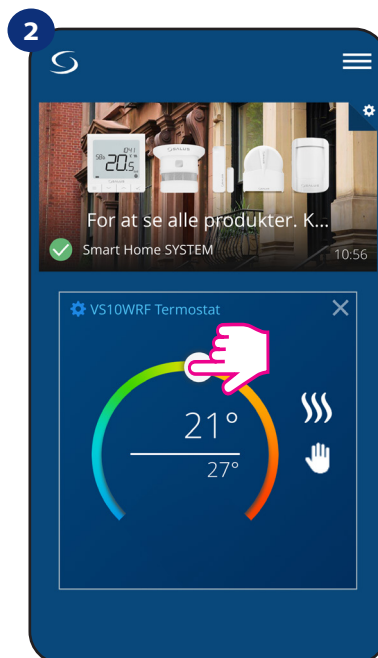 2
For at se alle produkter. K...
Smart Home SYSTEM
10:56
VS10WRF Termostat
21°
27°